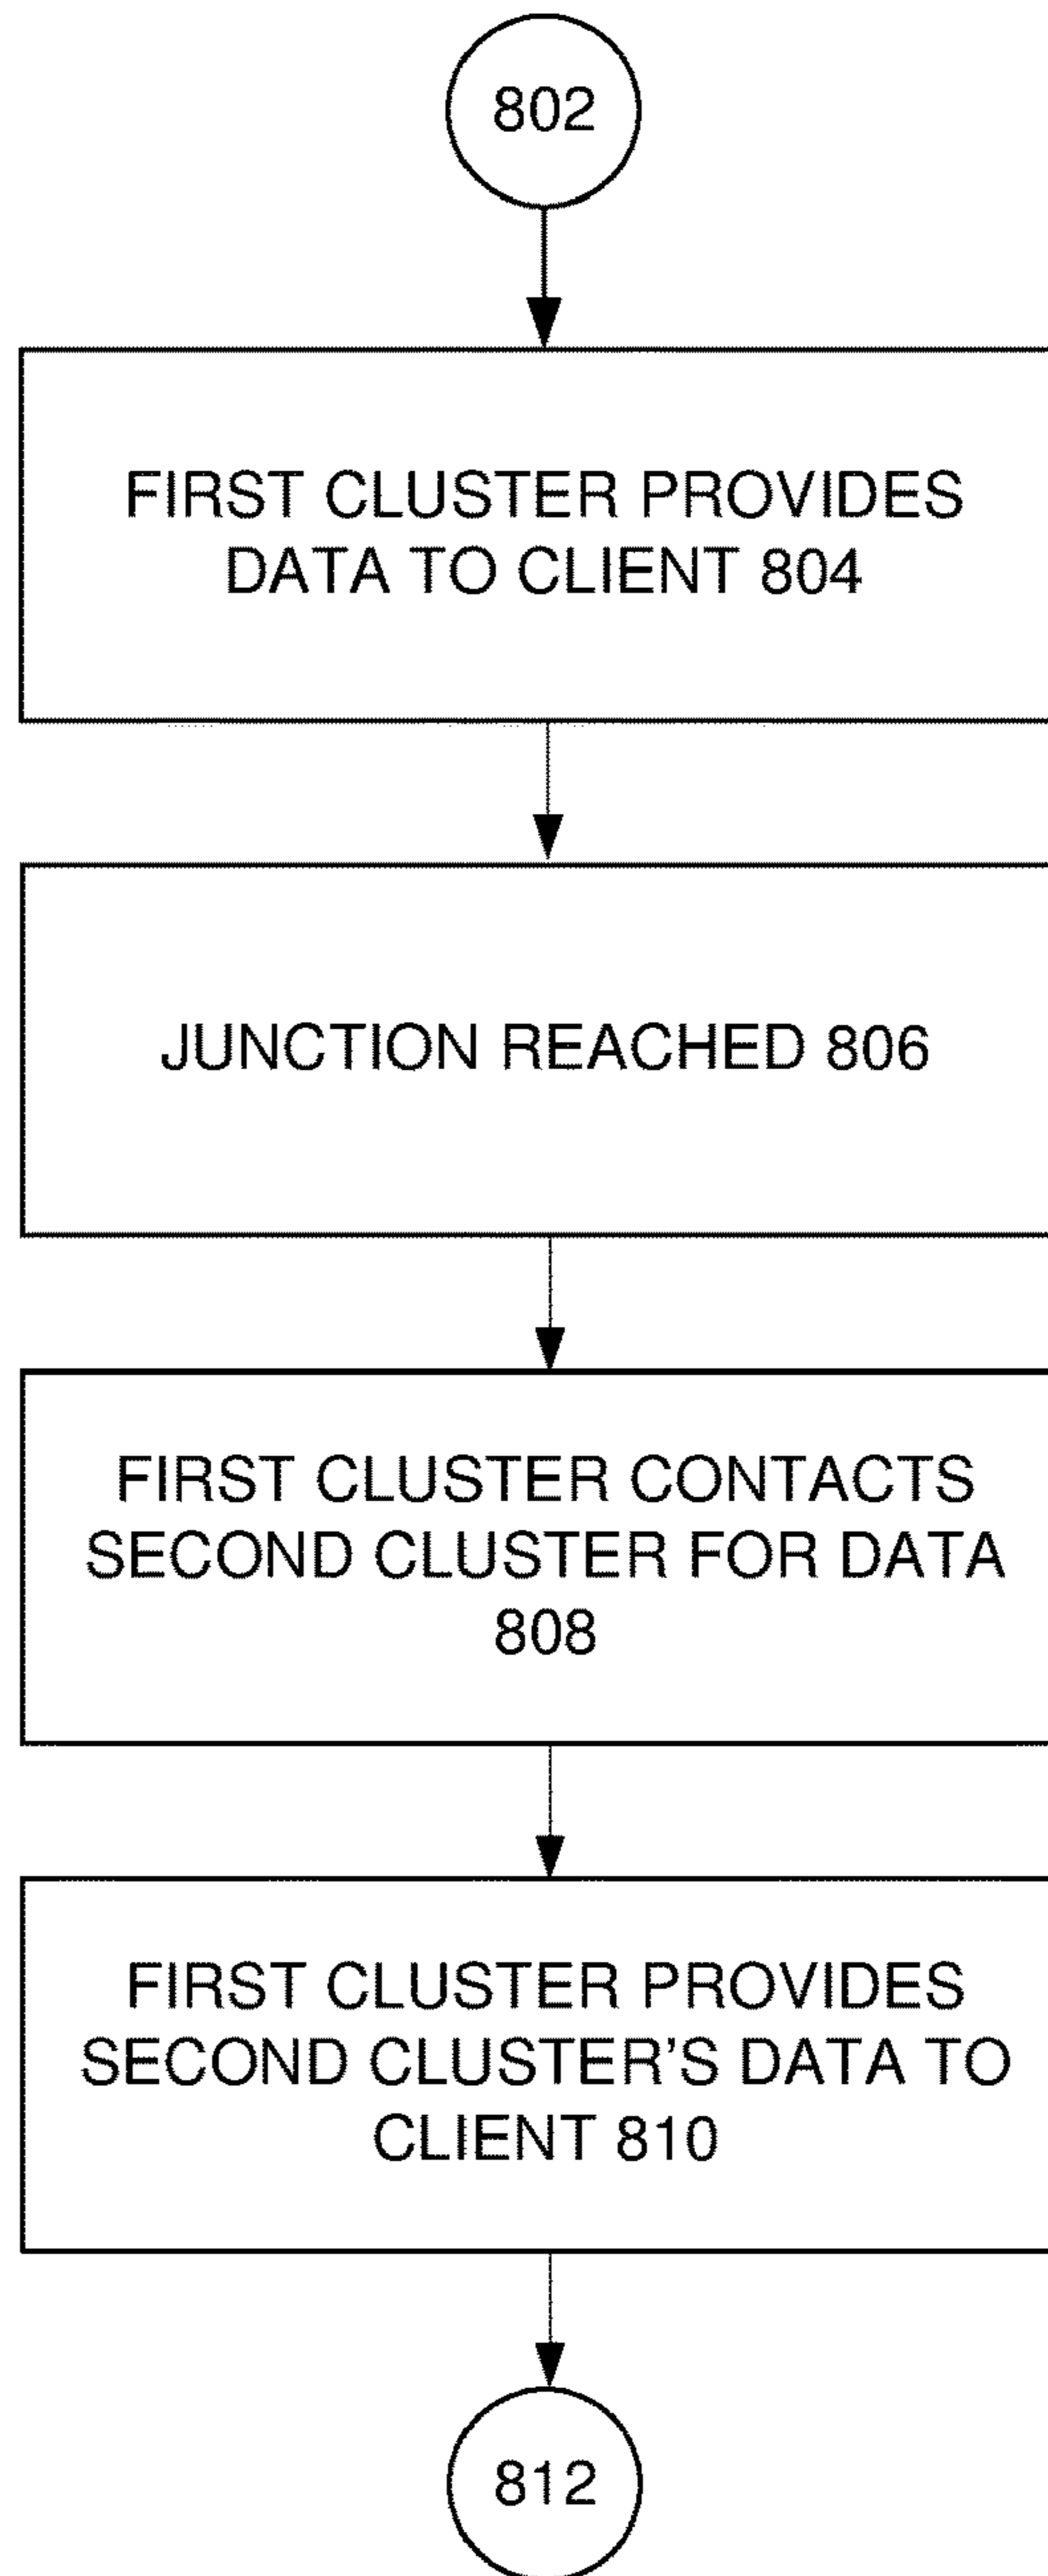 802
FIRST CLUSTER PROVIDES
DATA TO CLIENT 804
JUNCTION REACHED 806
FIRST CLUSTER CONTACTS
SECOND CLUSTER FOR DATA
808
FIRST CLUSTER PROVIDES
SECOND CLUSTER'S DATA TO
CLIENT 810
812